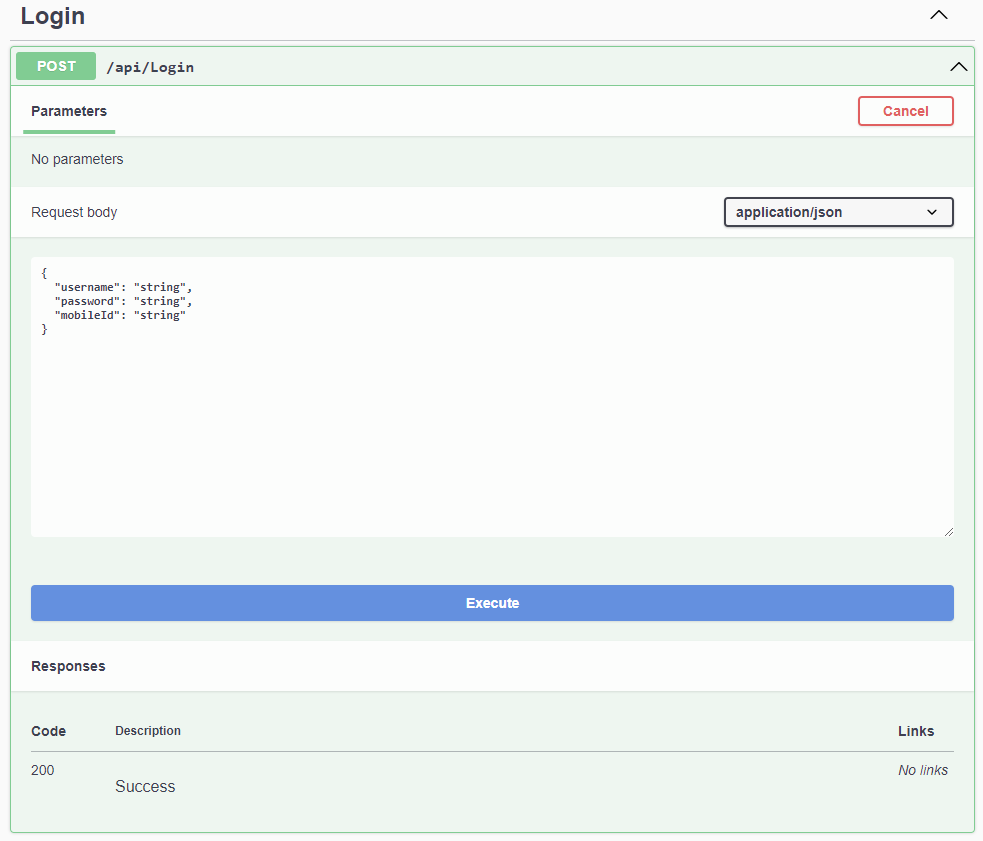 Login
POST /api/Login
Parameters Cancel
No parameters
Request body application/json
{
  "username": "string",
  "password": "string",
  "mobileId": "string"
}
Execute
Responses
Code Description Links
200 No links
Success